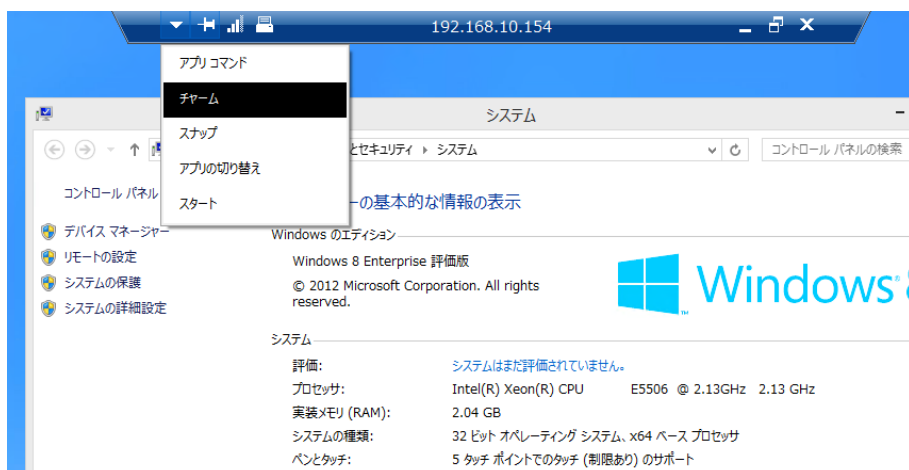 192.168.10.154
アプリ コマンド
チャーム
スナップ
アプリの切り替え
スタート
システム
とセキュリティ ▸ システム
コントロール パネルの検索
コントロール パネル
ーの基本的な情報の表示
デバイス マネージャー
リモートの設定
システムの保護
システムの詳細設定
Windows のエディション
Windows 8 Enterprise 評価版
© 2012 Microsoft Corporation. All rights
reserved.
Windows 8
システム
評価: システムはまだ評価されていません。
プロセッサ: Intel(R) Xeon(R) CPU E5506 @ 2.13GHz 2.13 GHz
実装メモリ (RAM): 2.04 GB
システムの種類: 32 ビット オペレーティング システム、x64 ベース プロセッサ
ペンとタッチ: 5 タッチ ポイントでのタッチ (制限あり) のサポート